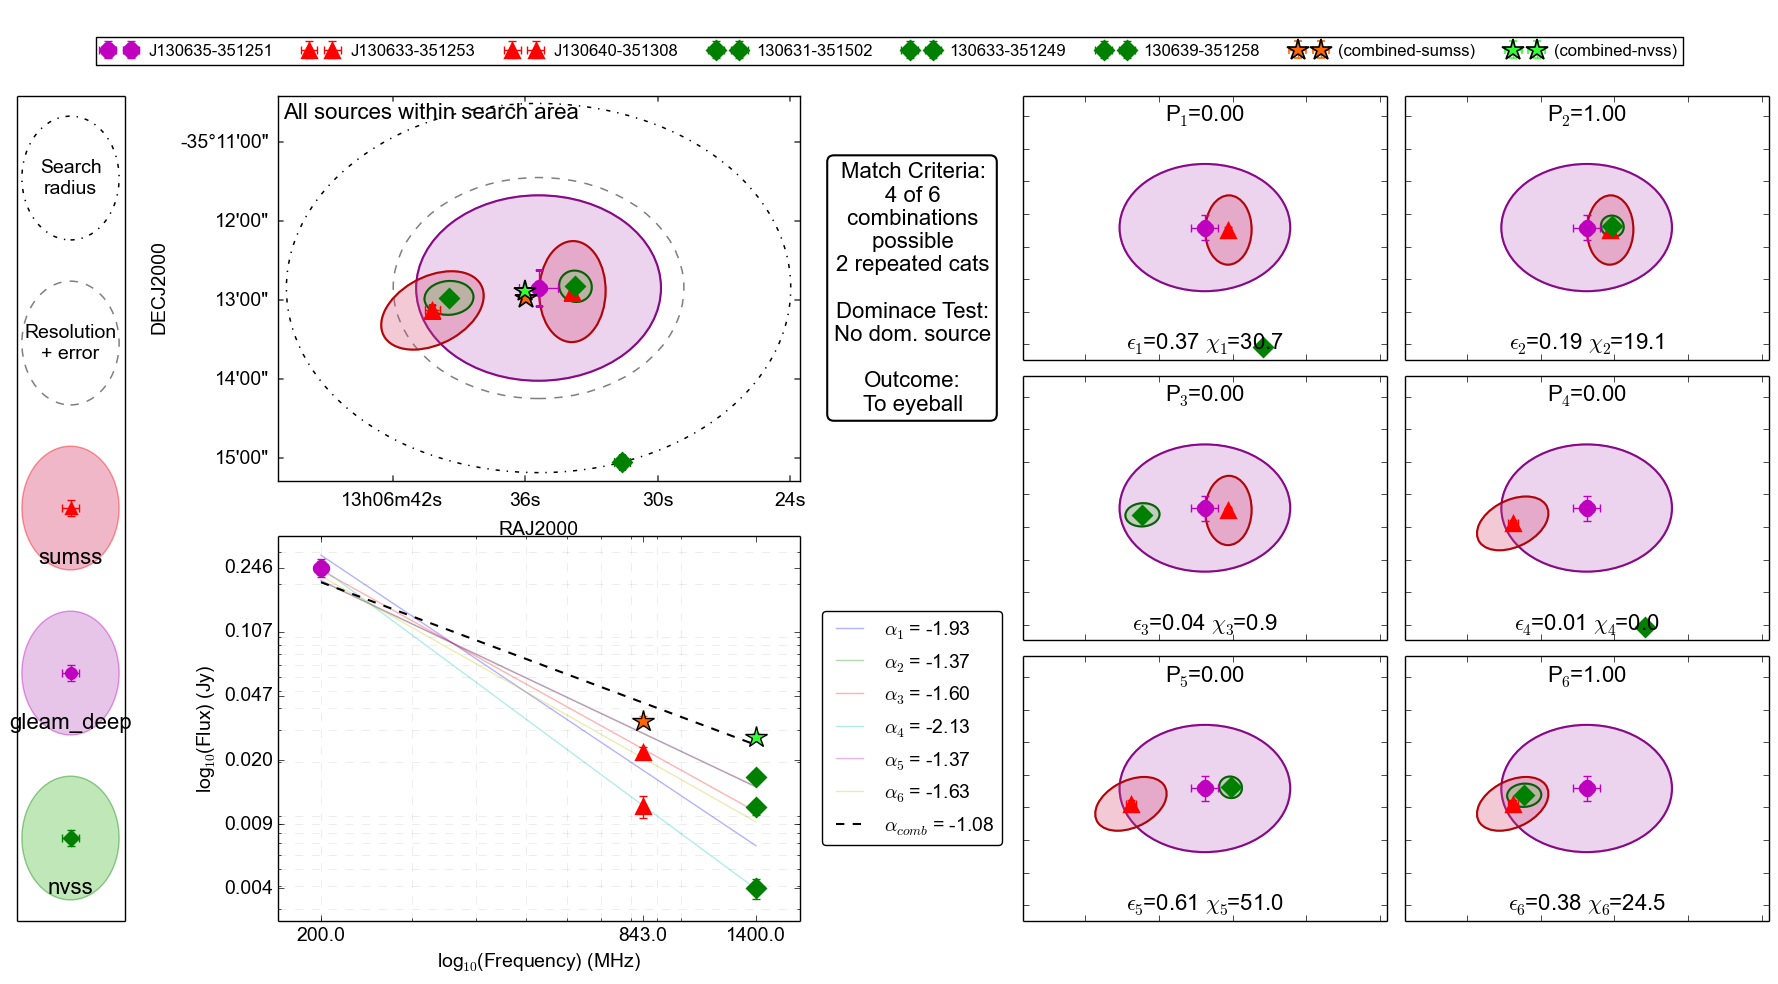 J130635-351251 J130633-351253 J130640-351308 130631-351502 130633-351249 130639-351258 (combined-sumss) (combined-nvss)
Search
radius
Resolution
+ error
sumss
gleam_deep
nvss
All sources within search area
DECJ2000
-35°11'00"
12'00"
13'00"
14'00"
15'00"
13h06m42s 36s 30s 24s
RAJ2000
Match Criteria:
4 of 6
combinations
possible
2 repeated cats
Dominace Test:
No dom. source
Outcome:
To eyeball
log₁₀(Flux) (Jy)
0.246
0.107
0.047
0.020
0.009
0.004
200.0 843.0 1400.0
log₁₀(Frequency) (MHz)
α₁ = -1.93
α₂ = -1.37
α₃ = -1.60
α₄ = -2.13
α₅ = -1.37
α₆ = -1.63
α_comb = -1.08
P₁=0.00
ϵ₁=0.37 χ₁=30.7
P₂=1.00
ϵ₂=0.19 χ₂=19.1
P₃=0.00
ϵ₃=0.04 χ₃=0.9
P₄=0.00
ϵ₄=0.01 χ₄=0.0
P₅=0.00
ϵ₅=0.61 χ₅=51.0
P₆=1.00
ϵ₆=0.38 χ₆=24.5